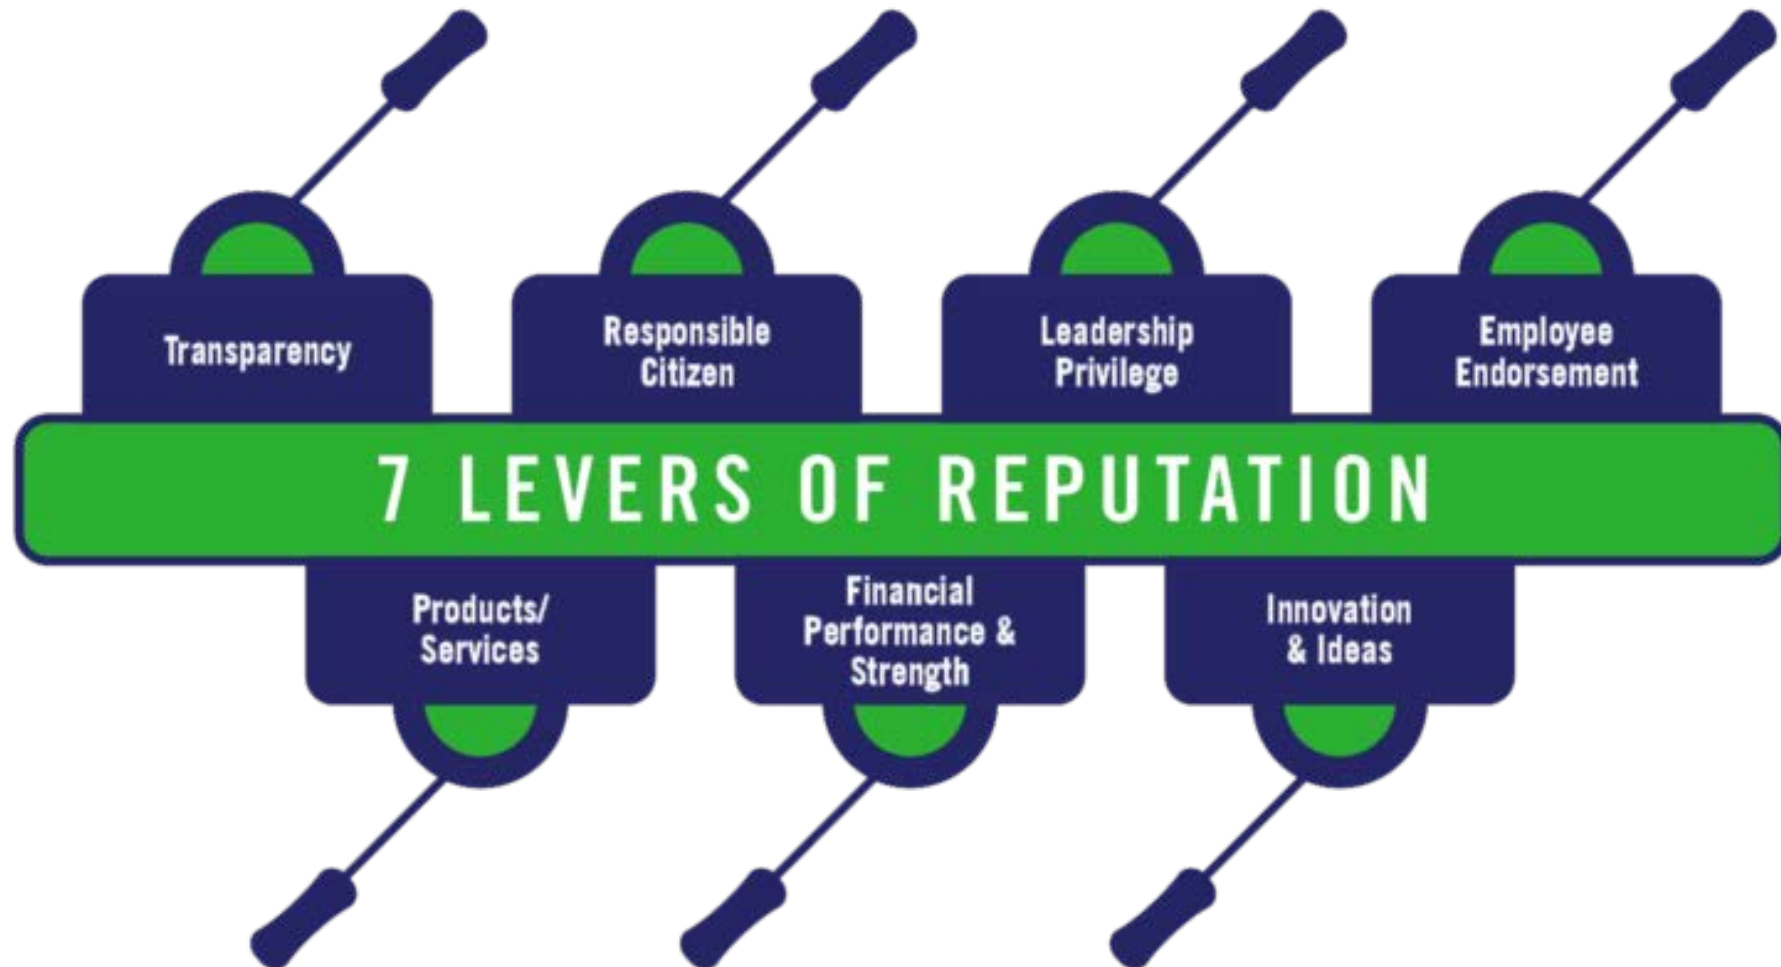 Transparency
Responsible
Citizen
Leadership
Privilege
Employee
Endorsement
7 LEVERS OF REPUTATION
Products/
Services
Financial
Performance &
Strength
Innovation
& Ideas